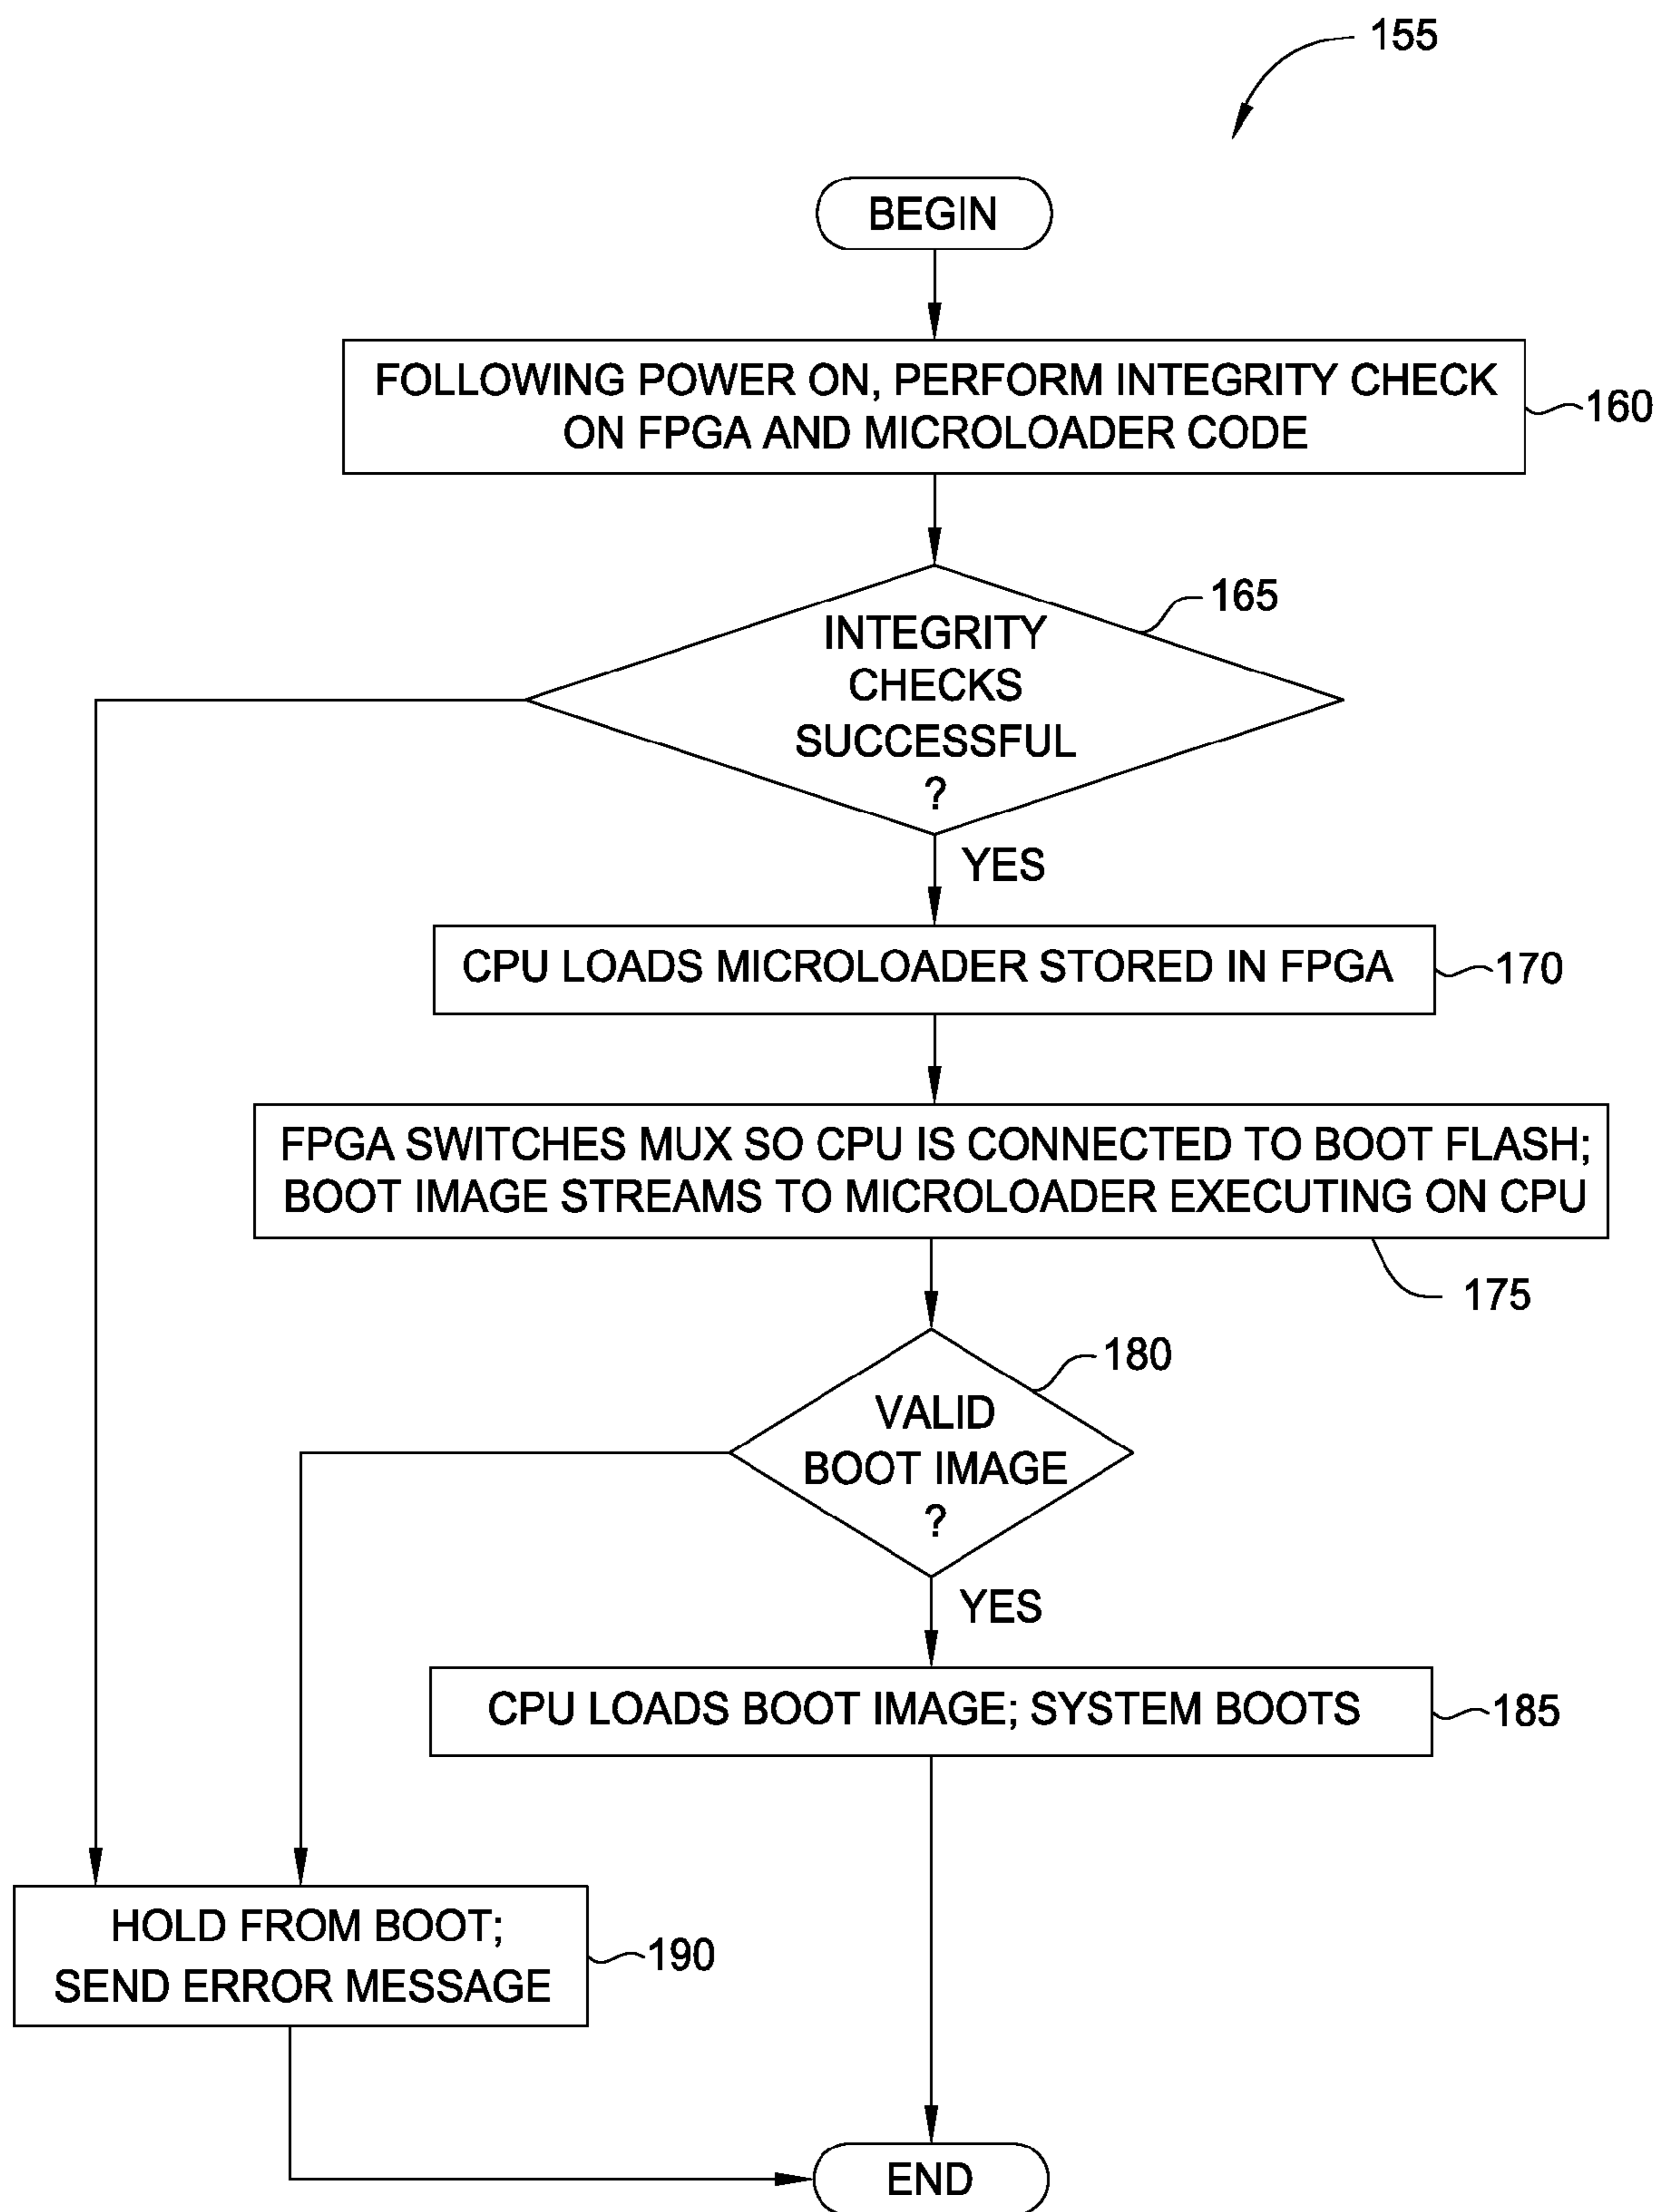 155
BEGIN
FOLLOWING POWER ON, PERFORM INTEGRITY CHECK
ON FPGA AND MICROLOADER CODE
160
165
INTEGRITY
CHECKS
SUCCESSFUL
?
YES
CPU LOADS MICROLOADER STORED IN FPGA
170
FPGA SWITCHES MUX SO CPU IS CONNECTED TO BOOT FLASH;
BOOT IMAGE STREAMS TO MICROLOADER EXECUTING ON CPU
175
180
VALID
BOOT IMAGE
?
YES
CPU LOADS BOOT IMAGE; SYSTEM BOOTS
185
HOLD FROM BOOT;
SEND ERROR MESSAGE
190
END